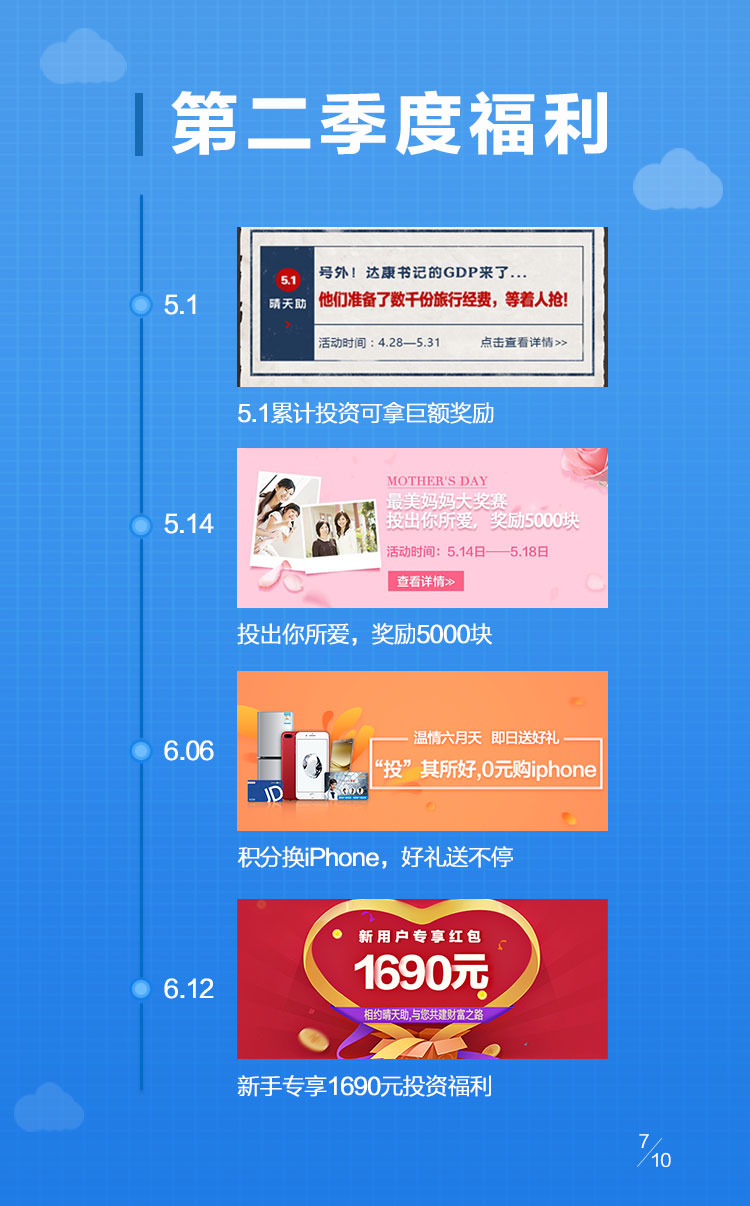 第二季度福利
5.1
5.1
晴天助
>
号外！达康书记的GDP来了...
他们准备了数千份旅行经费，等着人抢!
活动时间：4.28—5.31
点击查看详情>>
5.1累计投资可拿巨额奖励
5.14
MOTHER'S DAY
最美妈妈大奖赛
投出你所爱，奖励5000块
活动时间：5.14日——5.18日
查看详情>>
投出你所爱，奖励5000块
6.06
JD
温情六月天 即日送好礼
“投”其所好,0元购iphone
积分换iPhone，好礼送不停
6.12
新用户专享红包
1690元
相约晴天助,与您共建财富之路
新手专享1690元投资福利
7/10